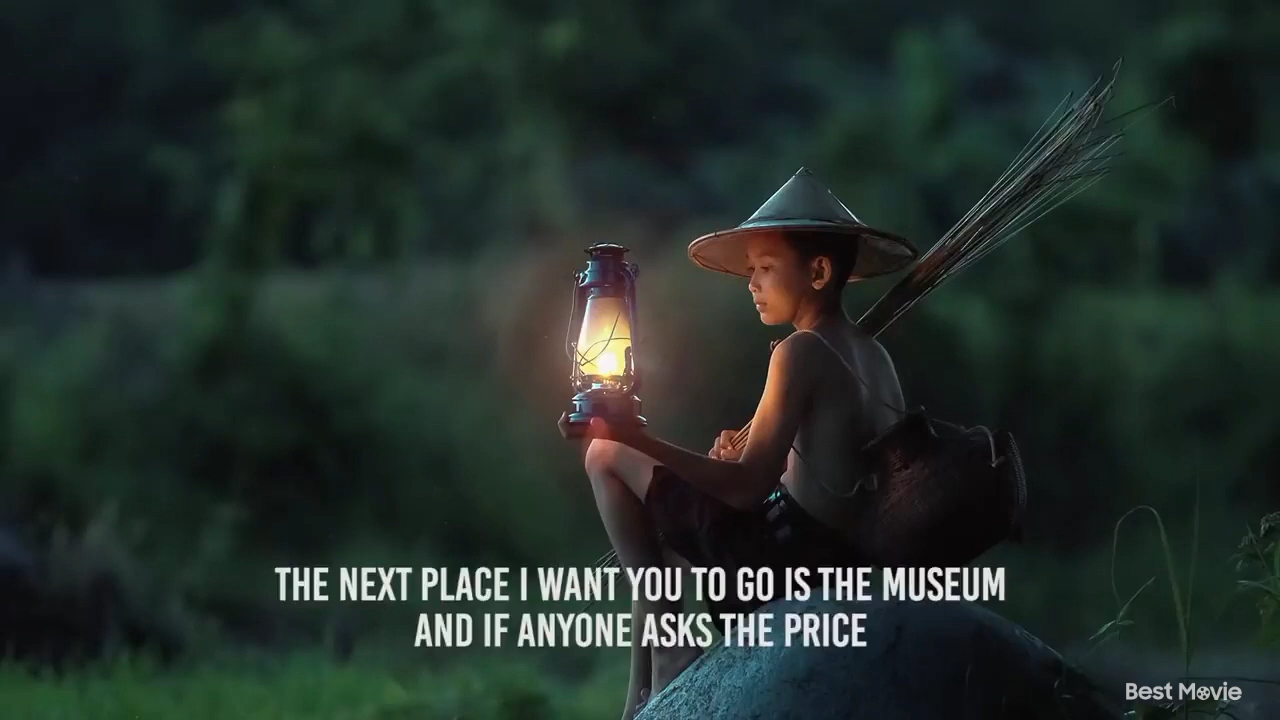 THE NEXT PLACE I WANT YOU TO GO IS THE MUSEUM
AND IF ANYONE ASKS THE PRICE
Best Movie